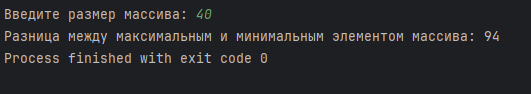 Введите размер массива: 40
Разница между максимальным и минимальным элементом массива: 94
Process finished with exit code 0